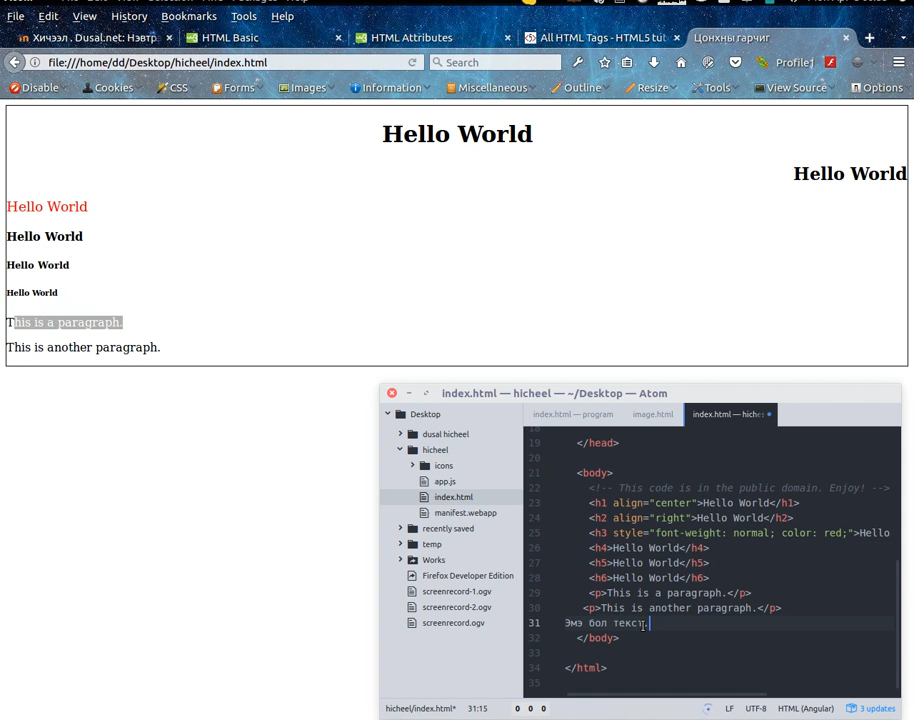 File Edit View History Bookmarks Tools Help
Хичээл . Dusal.net: Нэвтр HTML Basic HTML Attributes All HTML Tags - HTML5 tut Цонхны гарчиг
file:///home/dd/Desktop/hicheel/index.html Search Profile
Disable Cookies CSS Forms Images Information Miscellaneous Outline Resize Tools View Source Options
Hello World
Hello World
Hello World
Hello World
Hello World
Hello World
This is a paragraph.
This is another paragraph.
index.html — hicheel — ~/Desktop — Atom
Desktop
dusal hicheel
hicheel
icons
app.js
index.html
manifest.webapp
recently saved
temp
Works
Firefox Developer Edition
screenrecord-1.ogv
screenrecord-2.ogv
screenrecord.ogv
index.html — program image.html index.html — hiche
18
19 </head>
20
21 <body>
22 <!-- This code is in the public domain. Enjoy! -->
23 <h1 align="center">Hello World</h1>
24 <h2 align="right">Hello World</h2>
25 <h3 style="font-weight: normal; color: red;">Hello
26 <h4>Hello World</h4>
27 <h5>Hello World</h5>
28 <h6>Hello World</h6>
29 <p>This is a paragraph.</p>
30 <p>This is another paragraph.</p>
31 Эмэ бол текст.
32 </body>
33
34 </html>
35
hicheel/index.html* 31:15 0 0 0 LF UTF-8 HTML (Angular) 3 updates